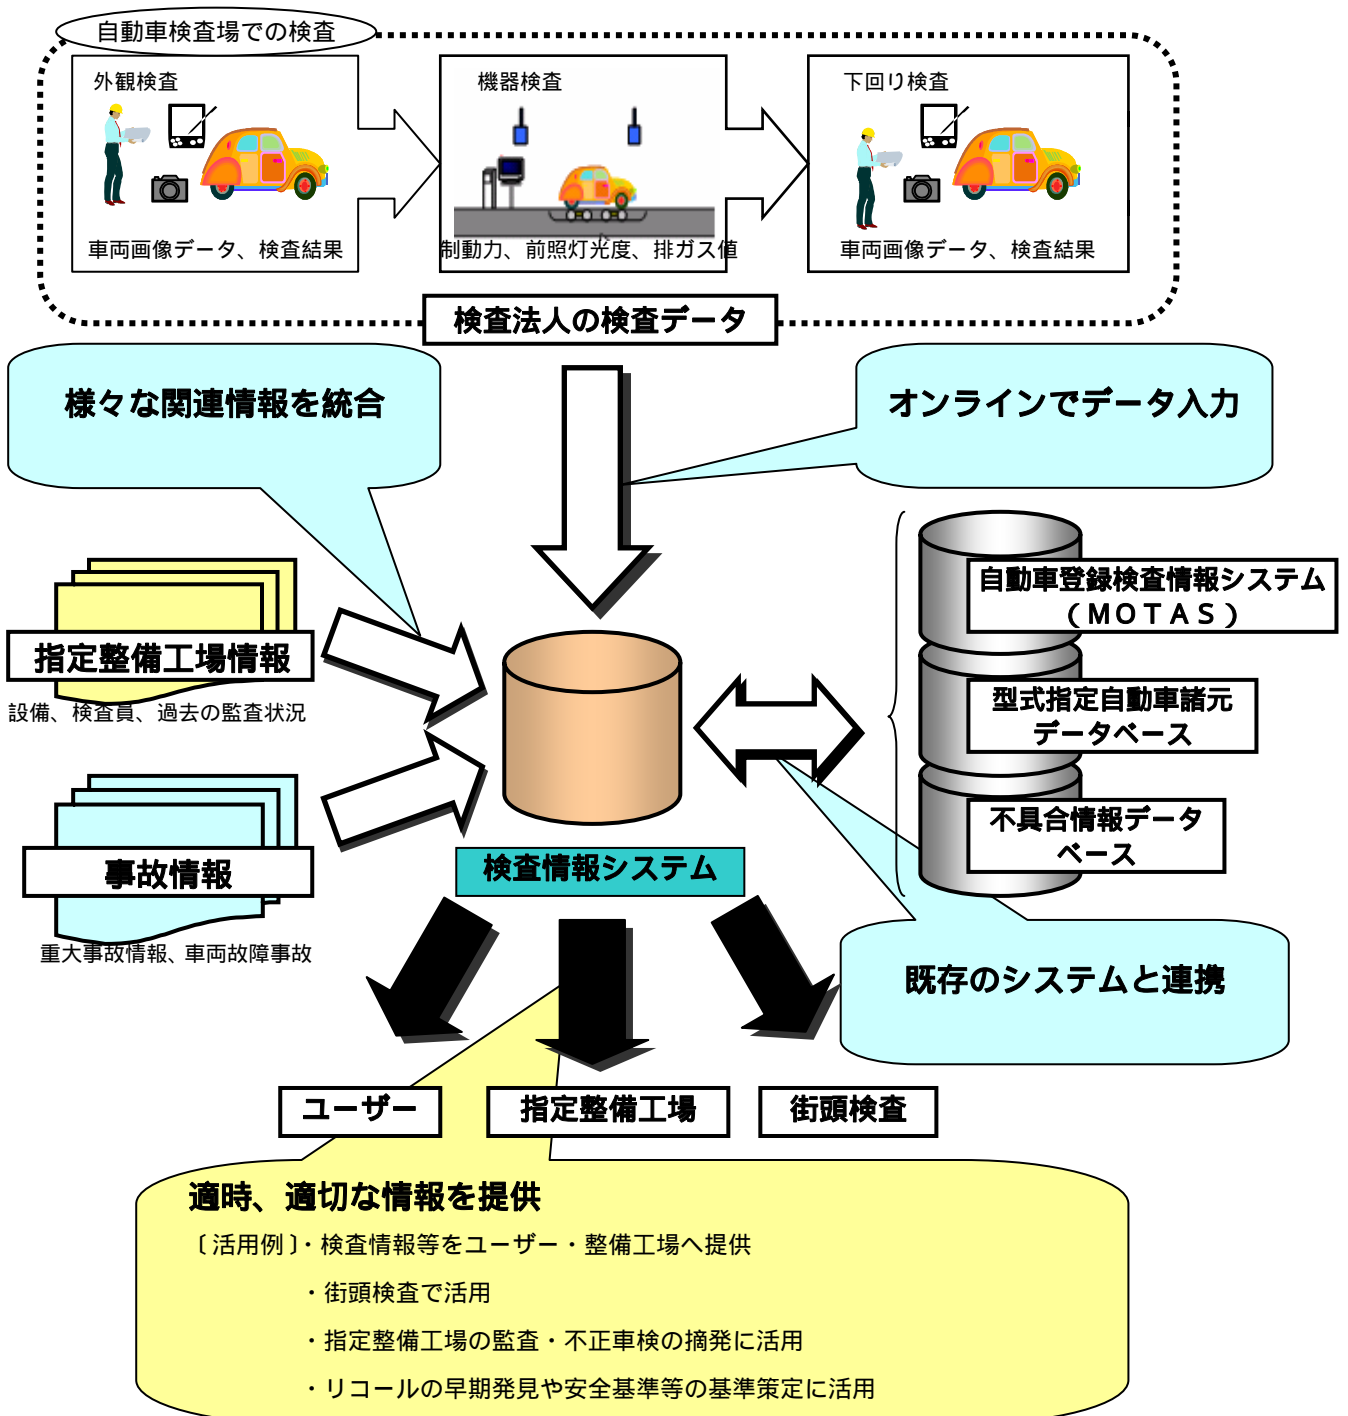 自動車検査場での検査
外観検査
機器検査
下回り検査
車両画像データ、検査結果
制動力、前照灯光度、排ガス値
車両画像データ、検査結果
検査法人の検査データ
様々な関連情報を統合
オンラインでデータ入力
自動車登録検査情報システム
（ＭＯＴＡＳ）
指定整備工場情報
設備、検査員、過去の監査状況
型式指定自動車諸元
データベース
事故情報
重大事故情報、車両故障事故
不具合情報データ
ベース
検査情報システム
既存のシステムと連携
ユーザー
指定整備工場
街頭検査
適時、適切な情報を提供
〔活用例〕・検査情報等をユーザー・整備工場へ提供
・街頭検査で活用
・指定整備工場の監査・不正車検の摘発に活用
・リコールの早期発見や安全基準等の基準策定に活用